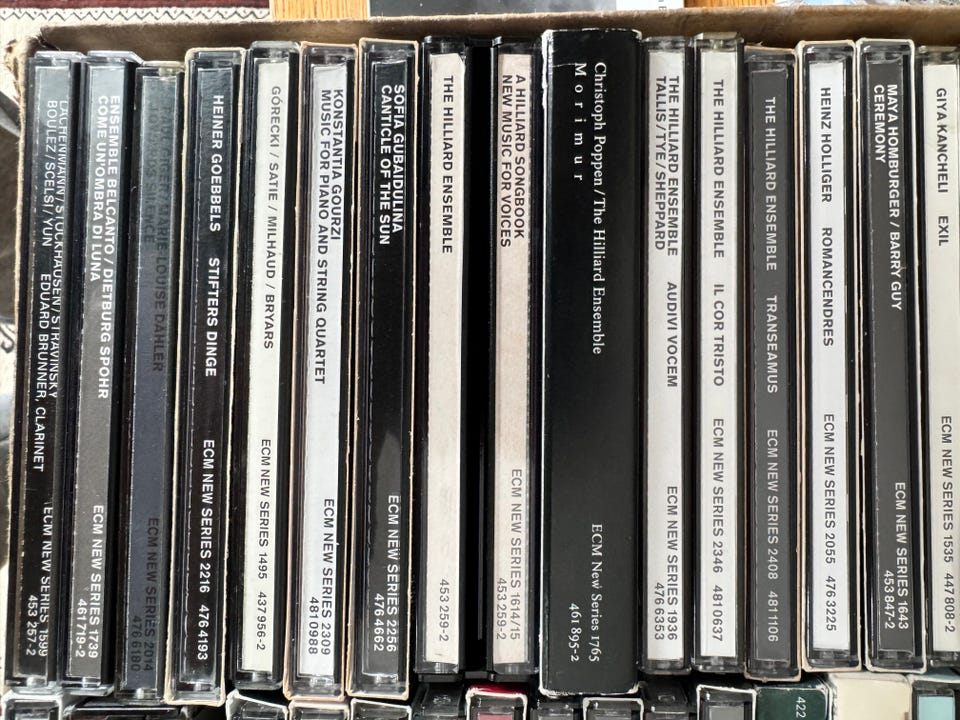 LACHENMANN / STOCKHAUSEN / STRAVINSKY
BOULEZ / SCELSI / YUN EDUARD BRUNNER, CLARINET
ECM NEW SERIES 1599
453 257-2
ENSEMBLE BELCANTO / DIETBURG SPOHR
COME UN'OMBRA DI LUNA
ECM NEW SERIES 1739
461 719-2
MARIE-LOUISE DÄHLER
SILENCE
ECM NEW SERIES 2014
476 6180
HEINER GOEBBELS STIFTERS DINGE ECM NEW SERIES 2216 476 4193
GÓRECKI / SATIE / MILHAUD / BRYARS ECM NEW SERIES 1495 437 956-2
KONSTANTIA GOURZI
MUSIC FOR PIANO AND STRING QUARTET
ECM NEW SERIES 2309
481 0988
SOFIA GUBAIDULINA
CANTICLE OF THE SUN
ECM NEW SERIES 2256
476 4662
THE HILLIARD ENSEMBLE 453 259-2
A HILLIARD SONGBOOK
NEW MUSIC FOR VOICES
ECM NEW SERIES 1614/15
453 259-2
Christoph Poppen / The Hilliard Ensemble
Morimur
ECM New Series 1765
461 895-2
THE HILLIARD ENSEMBLE AUDIVI VOCEM
TALLIS / TYE / SHEPPARD
ECM NEW SERIES 1936
476 6353
THE HILLIARD ENSEMBLE IL COR TRISTO ECM NEW SERIES 2346 481 0637
THE HILLIARD ENSEMBLE TRANSEAMUS ECM NEW SERIES 2408 481 1106
HEINZ HOLLIGER ROMANCENDRES ECM NEW SERIES 2055 476 3225
MAYA HOMBURGER / BARRY GUY
CEREMONY
ECM NEW SERIES 1643
453 847-2
GIYA KANCHELI EXIL ECM NEW SERIES 1535 447 808-2
422